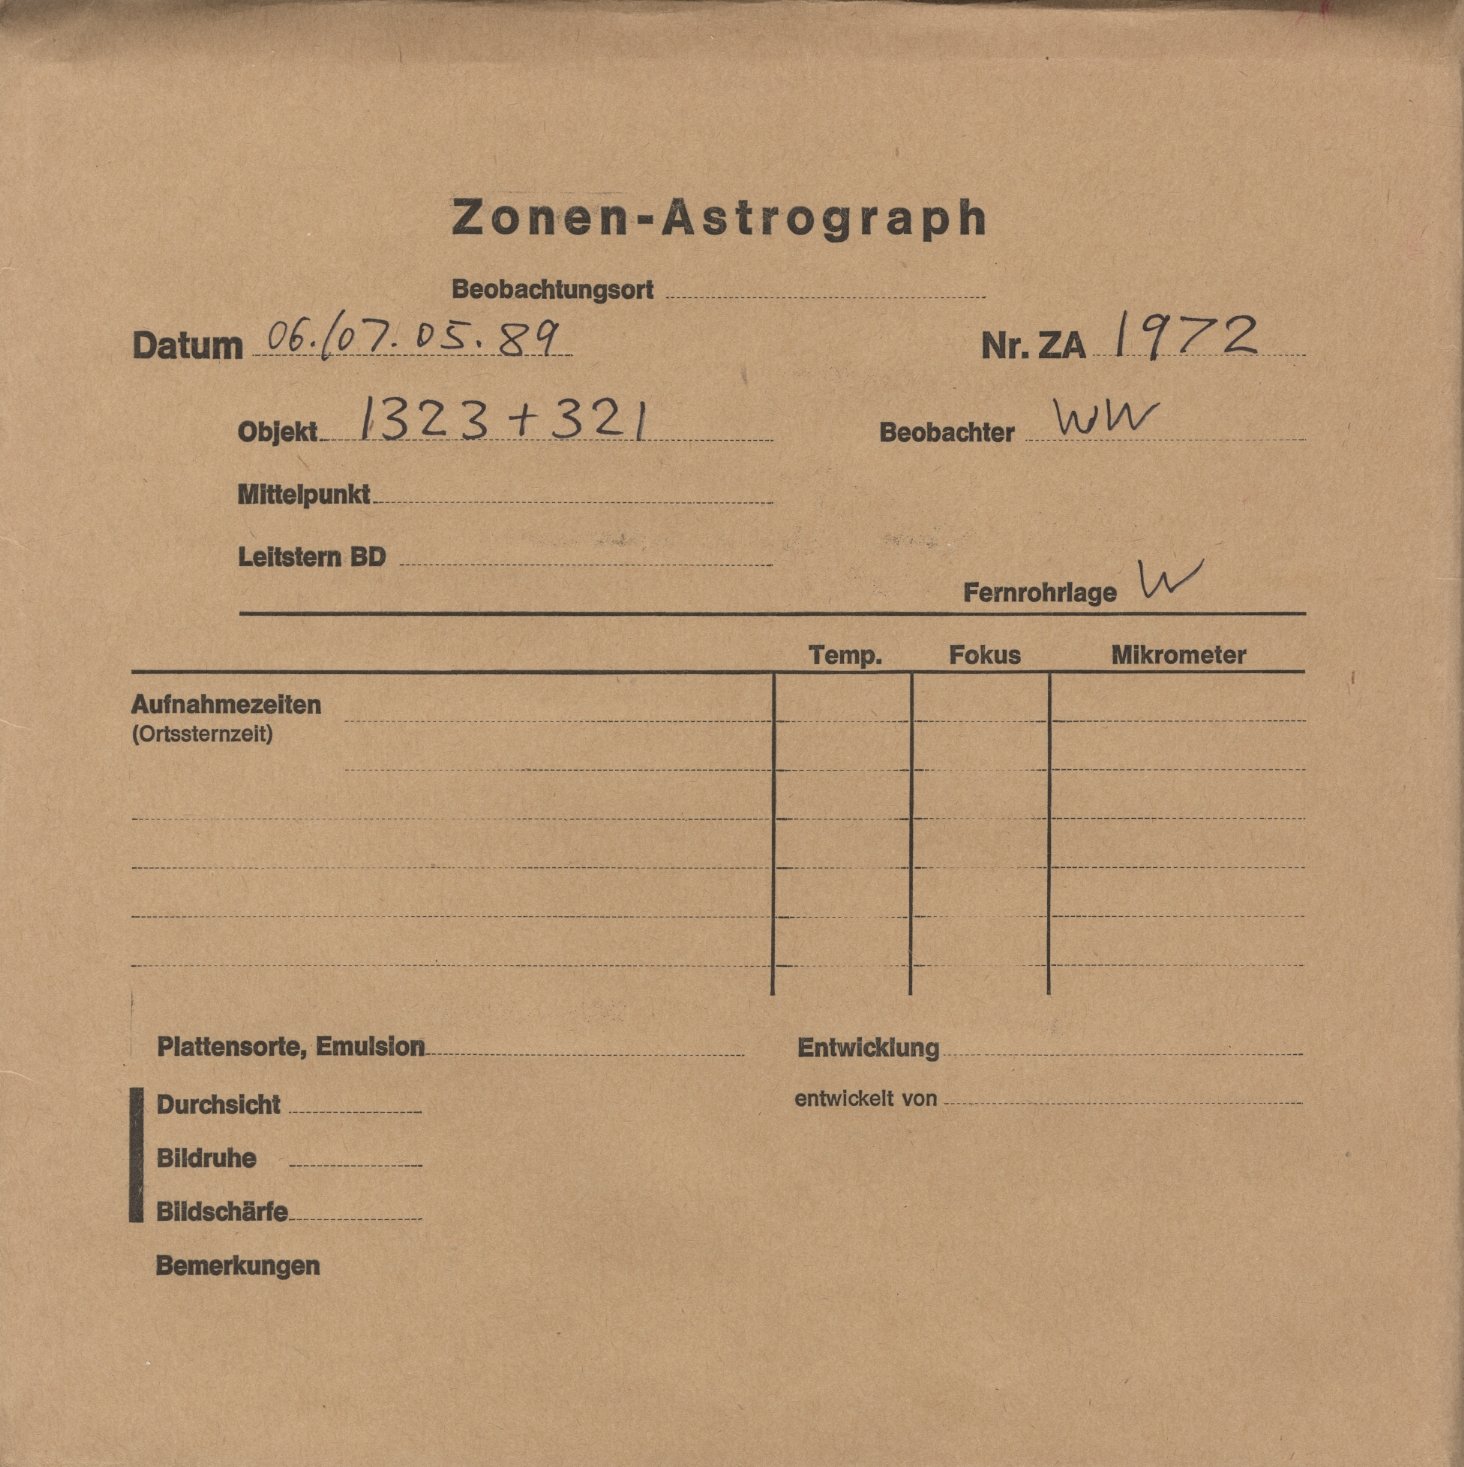 Zonen-Astrograph
Beobachtungsort
Datum 06./07.05.89 Nr. ZA 1972
Objekt 1323+321 Beobachter WW
Mittelpunkt
Leitstern BD
Fernrohrlage W
Temp. Fokus Mikrometer
Aufnahmezeiten
(Ortssternzeit)
Plattensorte, Emulsion Entwicklung
Durchsicht entwickelt von
Bildruhe
Bildschärfe
Bemerkungen